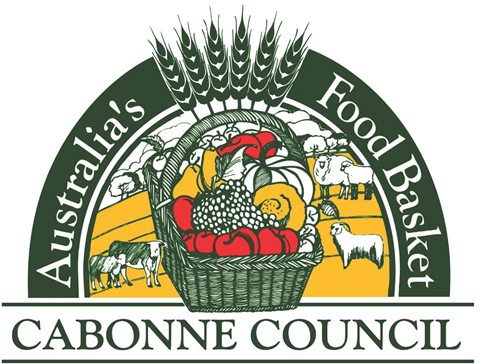 Australia's Food Basket
CABONNE COUNCIL